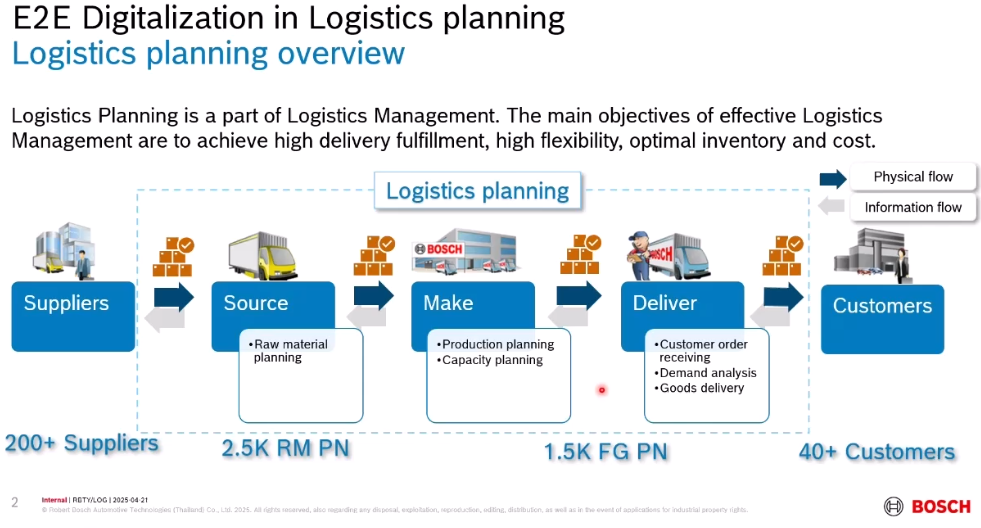 E2E Digitalization in Logistics planning
Logistics planning overview
Logistics Planning is a part of Logistics Management. The main objectives of effective Logistics
Management are to achieve high delivery fulfillment, high flexibility, optimal inventory and cost.
Logistics planning
Physical flow
Information flow
BOSCH
BOSCH
Suppliers
Source
Make
Deliver
Customers
•Raw material
planning
•Production planning
•Capacity planning
•Customer order
receiving
•Demand analysis
•Goods delivery
200+ Suppliers
2.5K RM PN
1.5K FG PN
40+ Customers
2
Internal | RBTY/LOG | 2025-04-21
© Robert Bosch Automotive Technologies (Thailand) Co., Ltd. 2025. All rights reserved, also regarding any disposal, exploitation, reproduction, editing, distribution, as well as in the event of applications for industrial property rights.
BOSCH